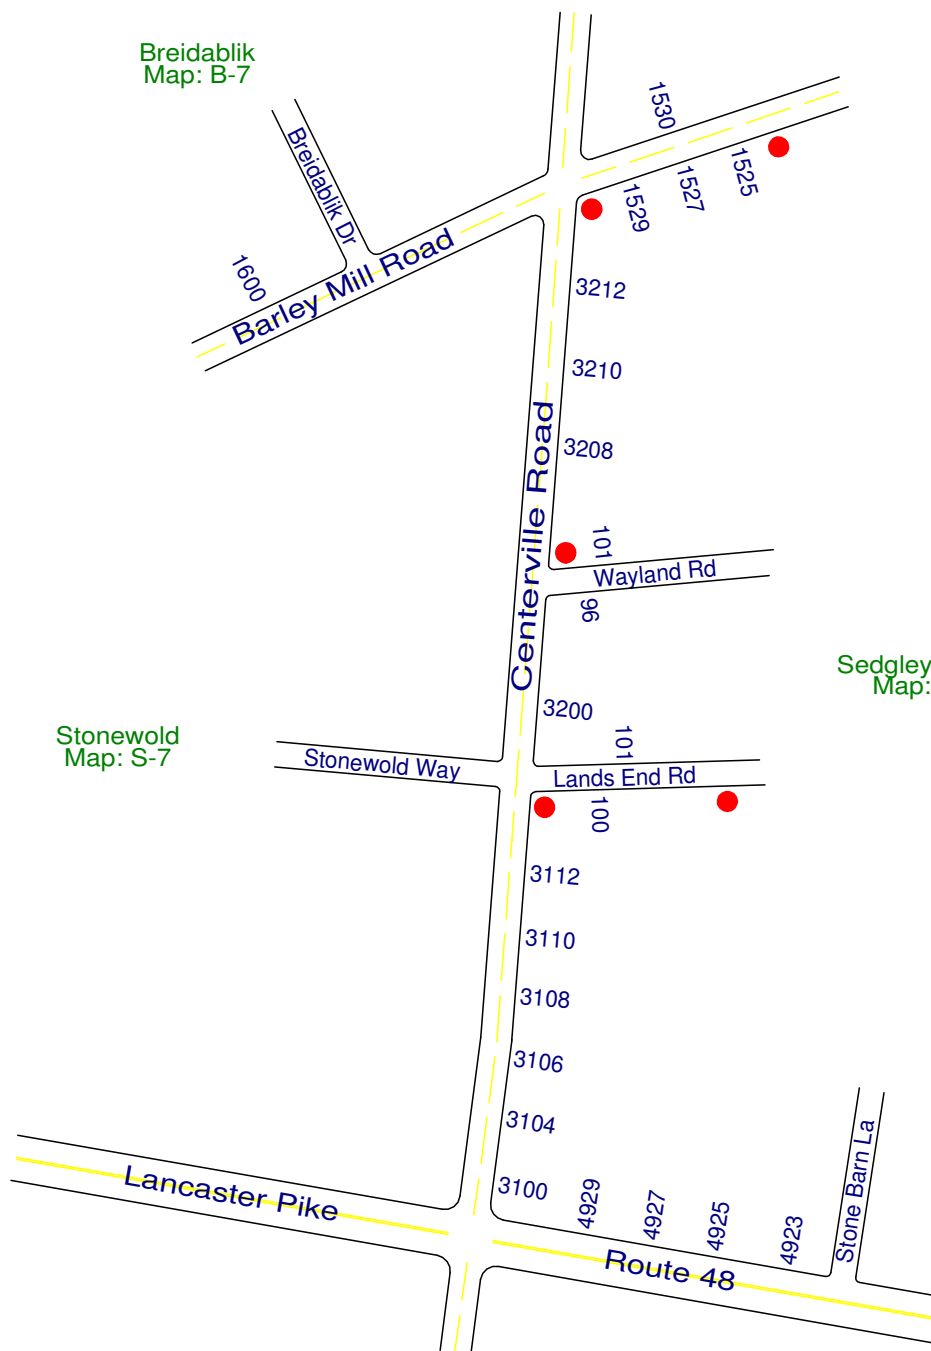 Breidablik
Map: B-7
1530
Breidablik Dr
1525
1527
1529
1600
Barley Mill Road
3212
3210
3208
Centerville Road
101
Wayland Rd
96
Sedgley
Map:
3200
Stonewold
Map: S-7
101
Stonewold Way
Lands End Rd
100
3112
3110
3108
3106
3104
3100
Lancaster Pike
4929
4927
4925
4923
Stone Barn La
Route 48